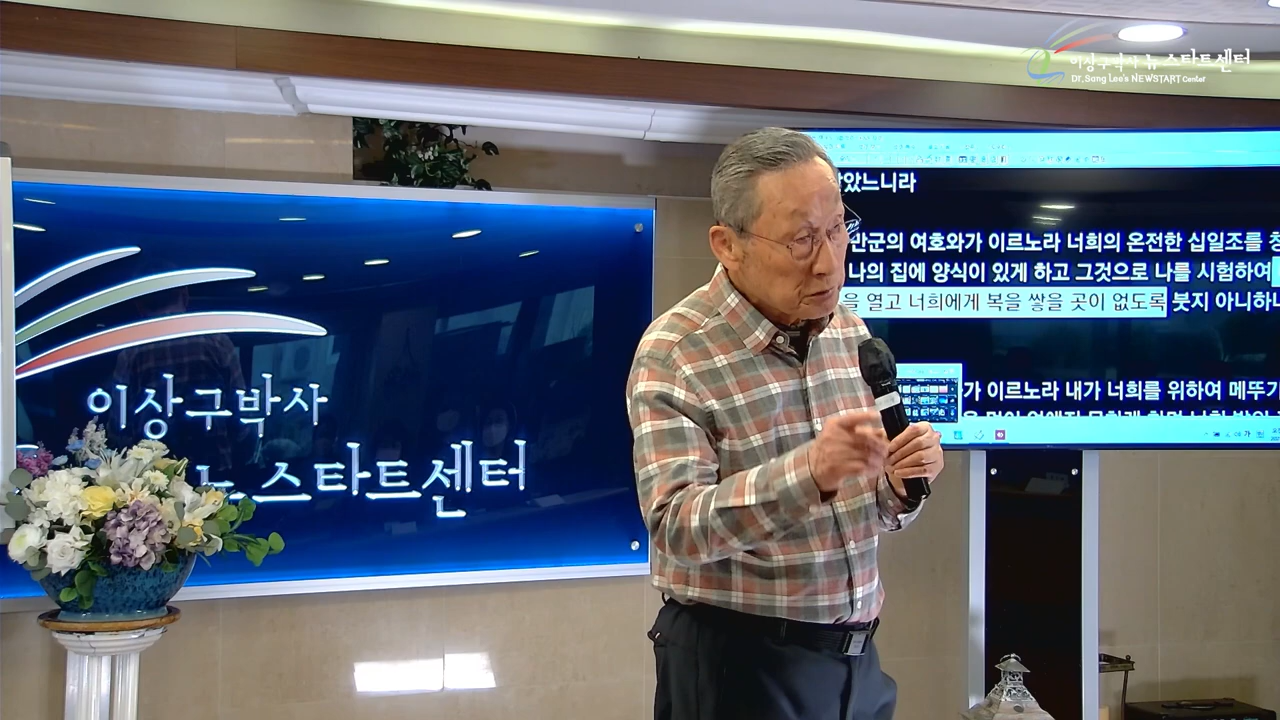 이상구박사 뉴스타트센터
Dr. Sang Lee's NEWSTART Center
이상구박사
뉴스타트센터
았느니라
만군의 여호와가 이르노라 너희의 온전한 십일조를
나의 집에 양식이 있게 하고 그것으로 나를 시험하여
을 열고 너희에게 복을 쌓을 곳이 없도록 붓지 아니하나
가 이르노라 내가 너희를 위하여 메뚜기